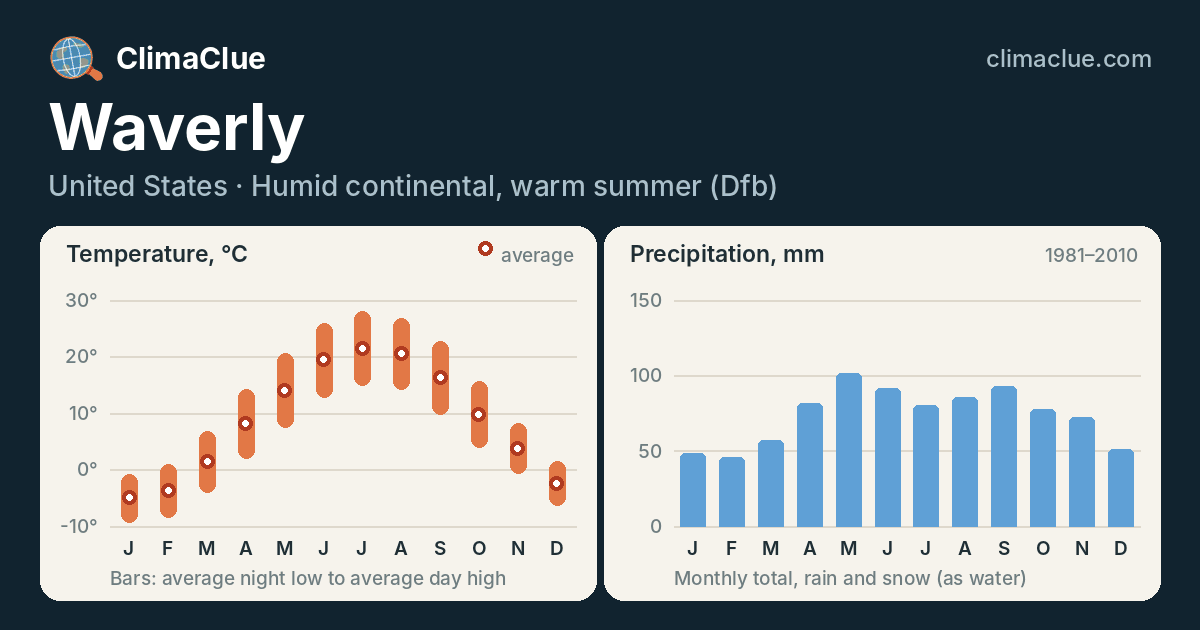 ClimaClue
climaclue.com
Waverly
United States · Humid continental, warm summer (Dfb)
Temperature, °C
average
30°
20°
10°
0°
-10°
J F M A M J J A S O N D
Bars: average night low to average day high
Precipitation, mm
1981–2010
150
100
50
0
J F M A M J J A S O N D
Monthly total, rain and snow (as water)